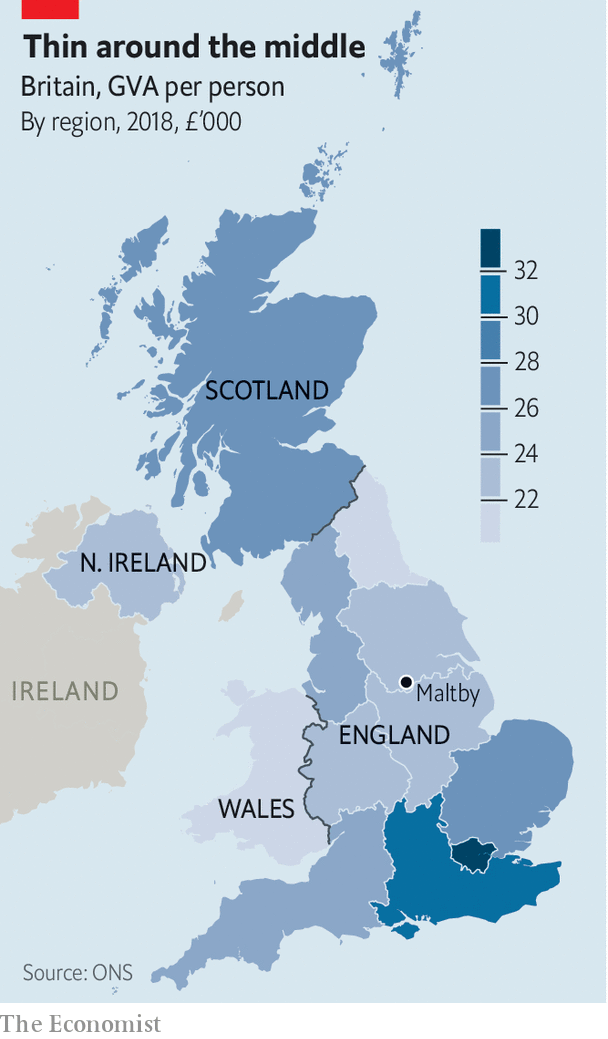 Thin around the middle
Britain, GVA per person
By region, 2018, £’000
32
30
28
26
24
22
SCOTLAND
N. IRELAND
IRELAND
Maltby
ENGLAND
WALES
Source: ONS
The Economist